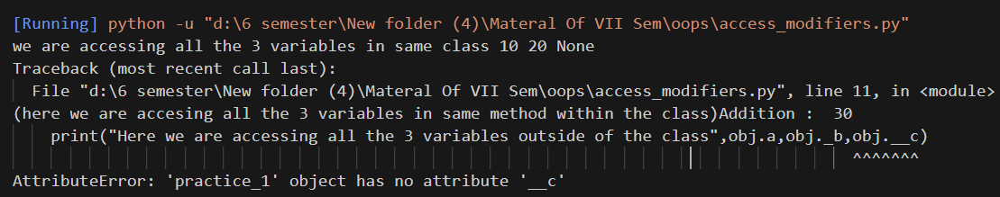 [Running] python -u "d:\6 semester\New folder (4)\Materal Of VII Sem\oops\access_modifiers.py"
we are accessing all the 3 variables in same class 10 20 None
Traceback (most recent call last):
  File "d:\6 semester\New folder (4)\Materal Of VII Sem\oops\access_modifiers.py", line 11, in <module>
(here we are accesing all the 3 variables in same method within the class)Addition :  30
    print("Here we are accessing all the 3 variables outside of the class",obj.a,obj._b,obj.__c)
                                                                                        ^^^^^^^
AttributeError: 'practice_1' object has no attribute '__c'